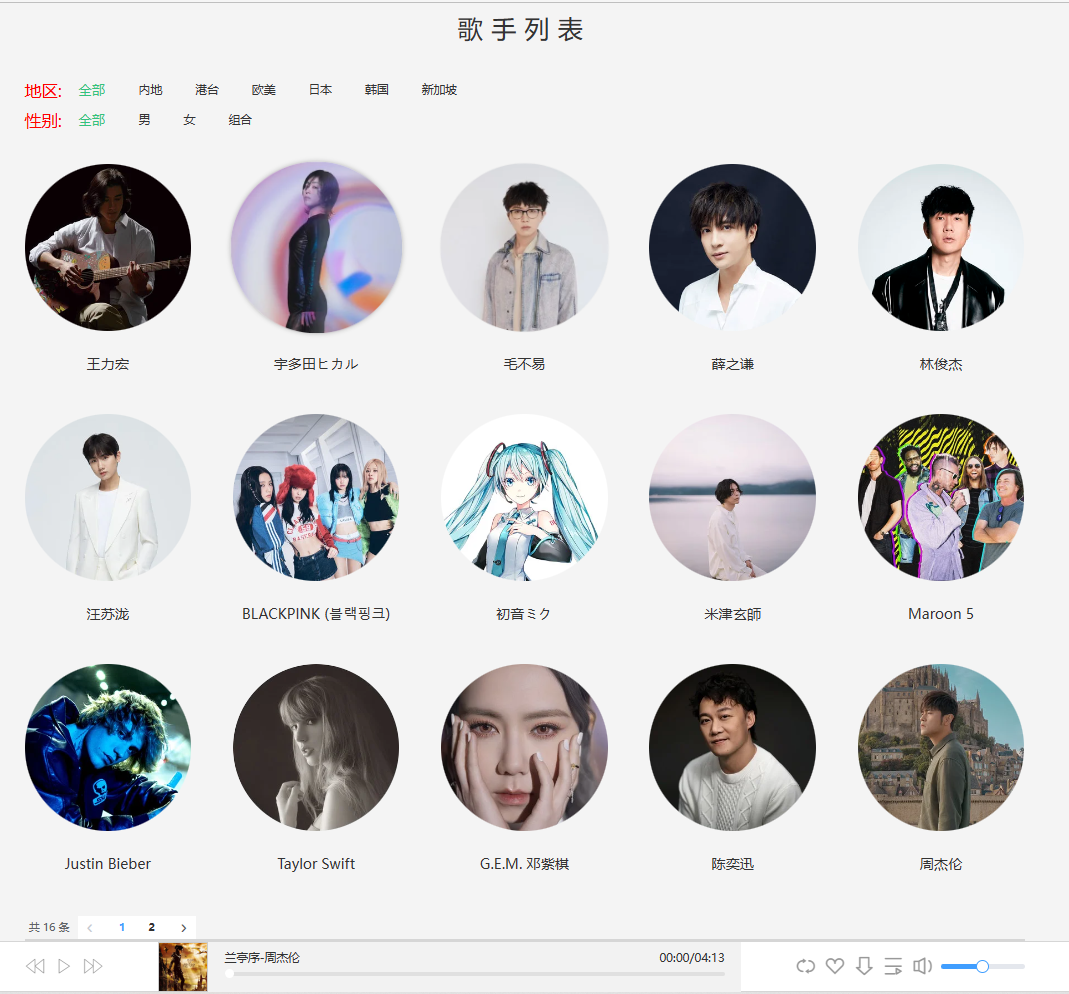 歌手列表
地区: 全部 内地 港台 欧美 日本 韩国 新加坡
性别: 全部 男 女 组合
王力宏 宇多田ヒカル 毛不易 薛之谦 林俊杰
汪苏泷 BLACKPINK (블랙핑크) 初音ミク 米津玄師 Maroon 5
Justin Bieber Taylor Swift G.E.M. 邓紫棋 陈奕迅 周杰伦
共 16 条 1 2
兰亭序-周杰伦 00:00/04:13